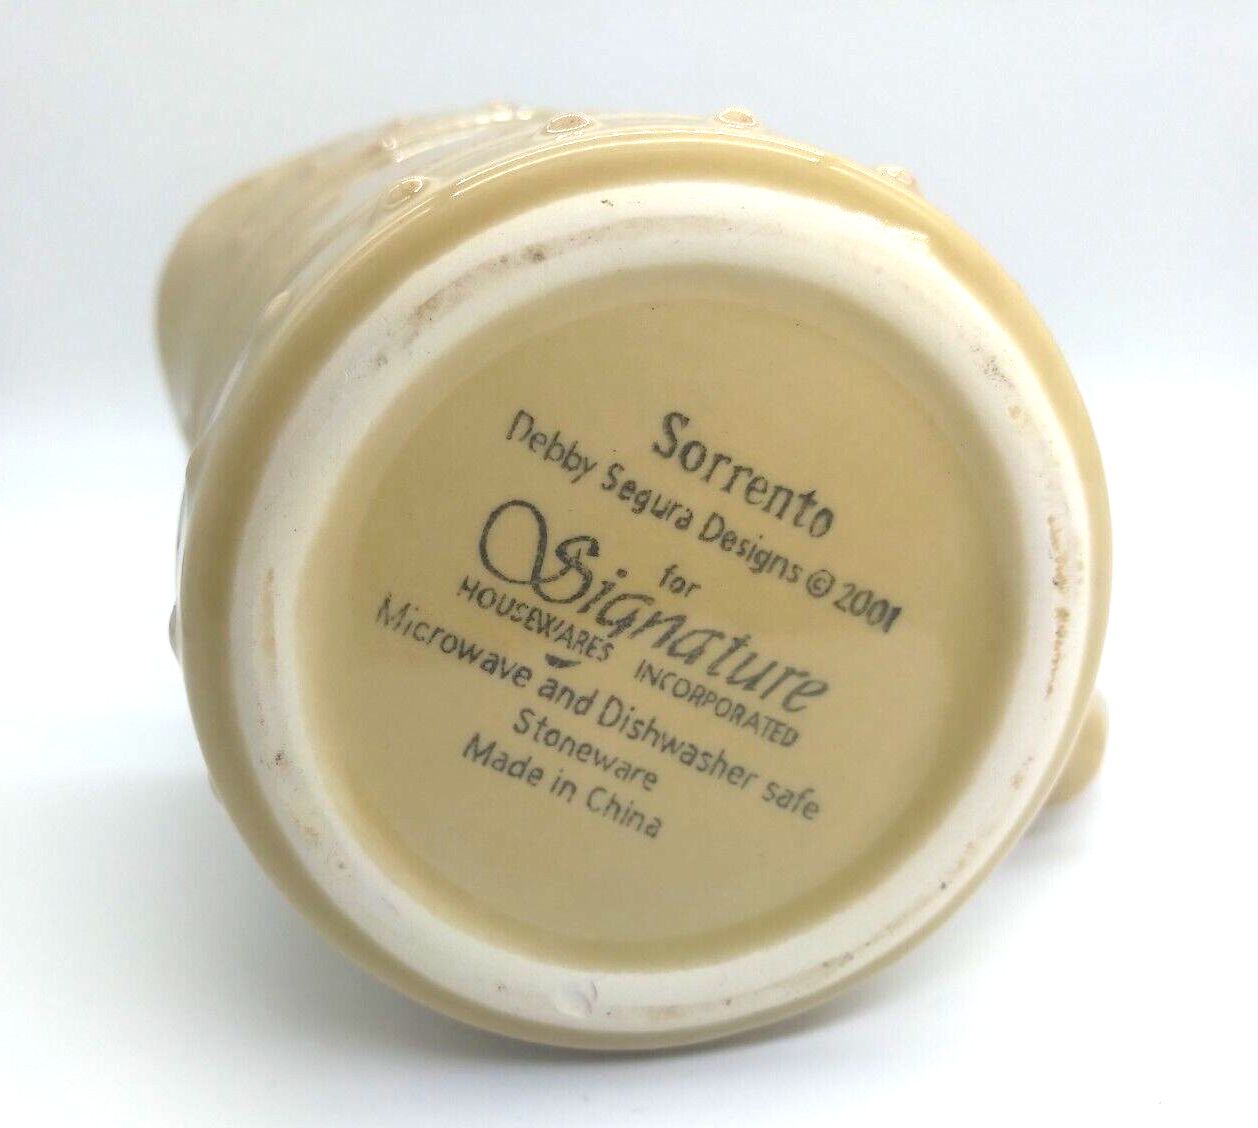 Sorrento
Debby Segura Designs © 2001
for
Signature
HOUSEWARES INCORPORATED
Microwave and Dishwasher safe
Stoneware
Made in China